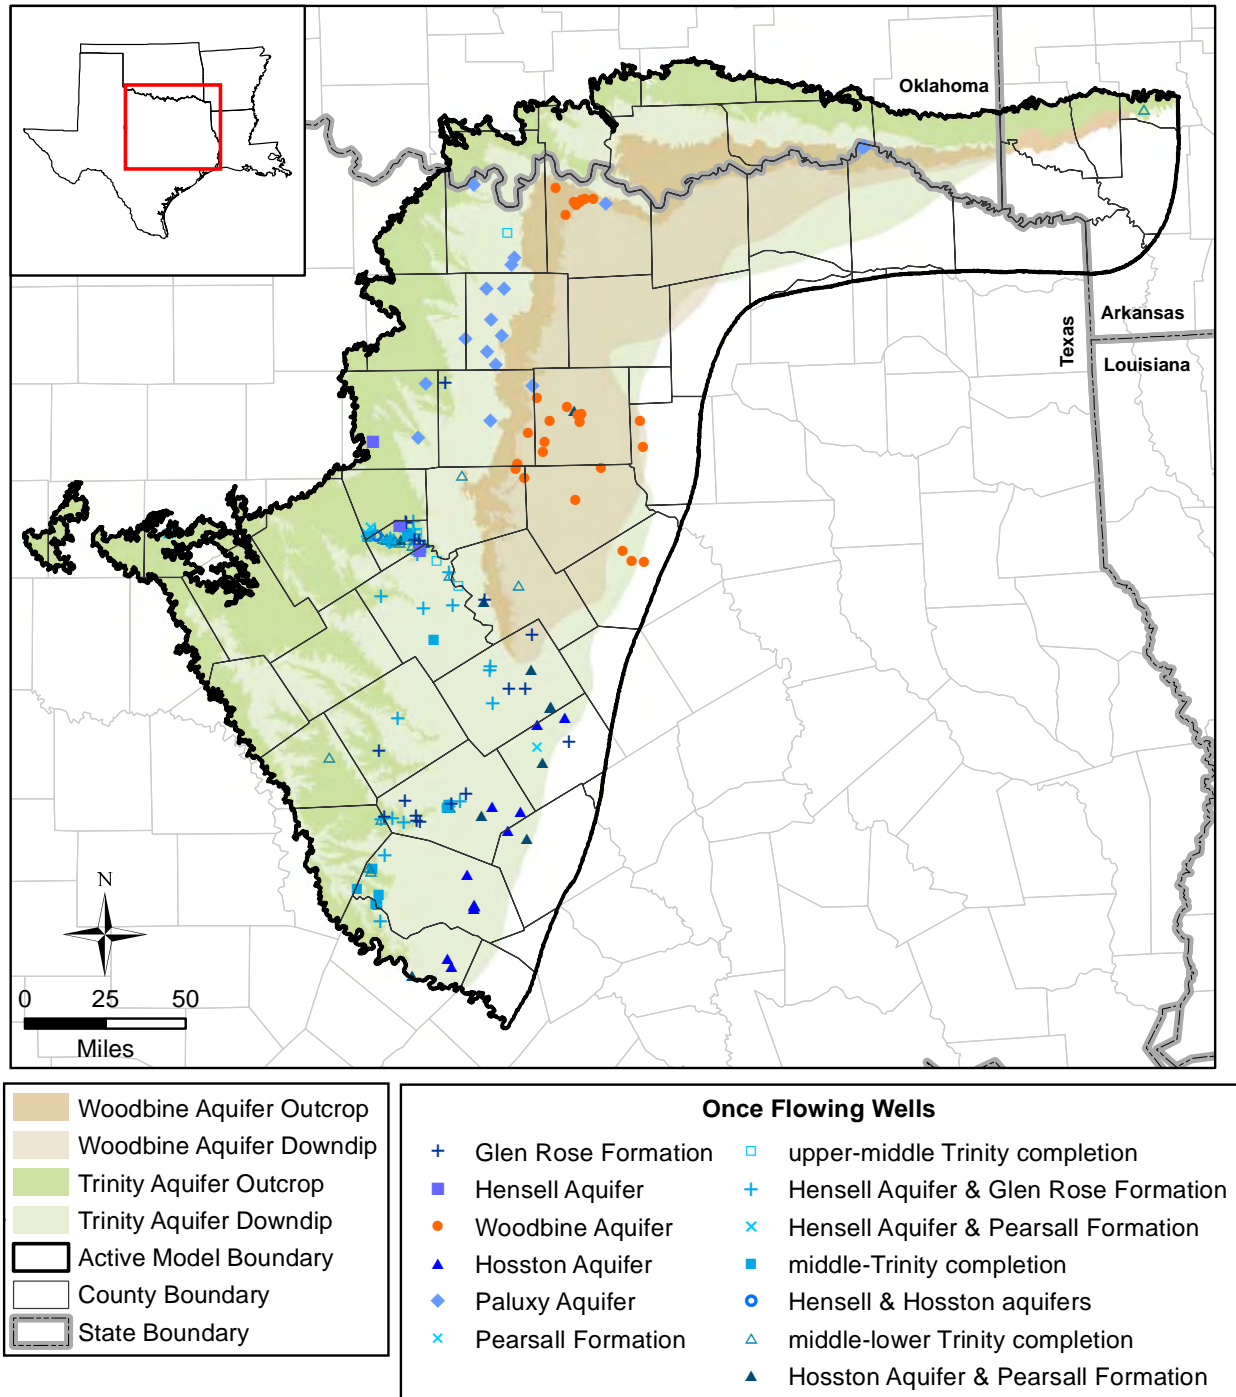 Oklahoma
Arkansas
Texas
Louisiana
N
0 25 50
Miles
Woodbine Aquifer Outcrop
Woodbine Aquifer Downdip
Trinity Aquifer Outcrop
Trinity Aquifer Downdip
Active Model Boundary
County Boundary
State Boundary
Once Flowing Wells
Glen Rose Formation
Hensell Aquifer
Woodbine Aquifer
Hosston Aquifer
Paluxy Aquifer
Pearsall Formation
upper-middle Trinity completion
Hensell Aquifer & Glen Rose Formation
Hensell Aquifer & Pearsall Formation
middle-Trinity completion
Hensell & Hosston aquifers
middle-lower Trinity completion
Hosston Aquifer & Pearsall Formation